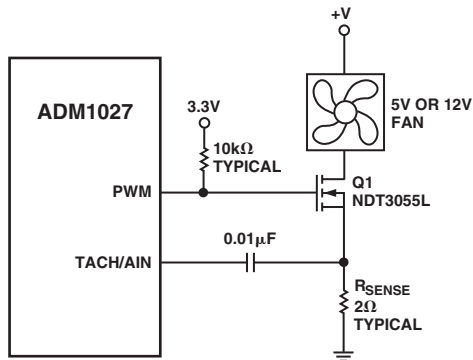 +V
ADM1027
5V OR 12V
FAN
3.3V
10kΩ
TYPICAL
Q1
NDT3055L
PWM
0.01μF
TACH/AIN
RSENSE
2Ω
TYPICAL